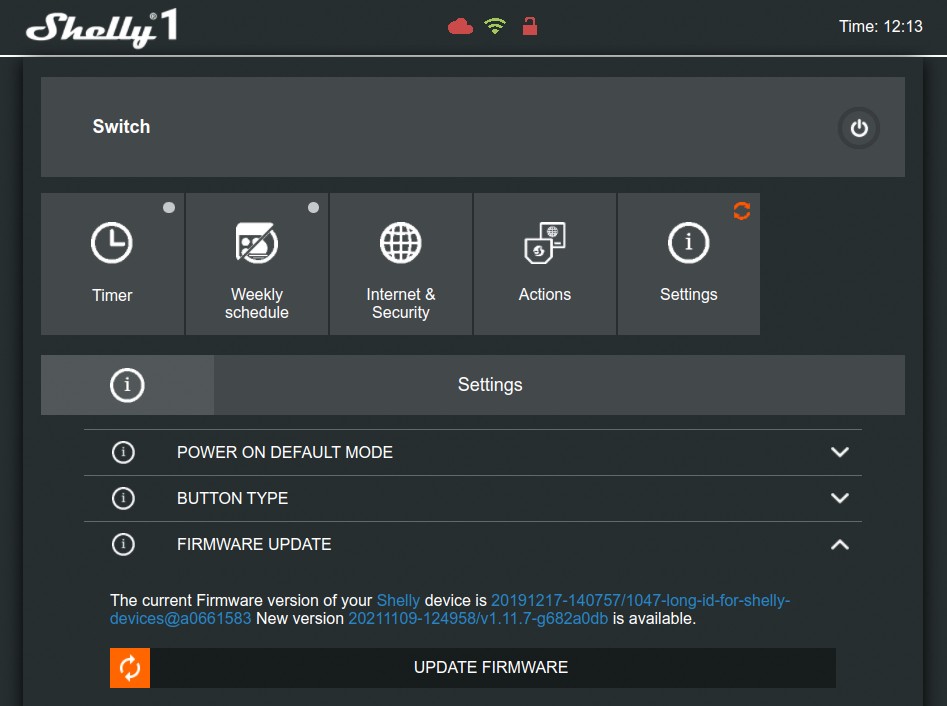 Shelly® 1
Time: 12:13
Switch
Timer
Weekly
schedule
Internet &
Security
Actions
Settings
Settings
POWER ON DEFAULT MODE
BUTTON TYPE
FIRMWARE UPDATE
The current Firmware version of your Shelly device is 20191217-140757/1047-long-id-for-shelly-
devices@a0661583 New version 20211109-124958/v1.11.7-g682a0db is available.
UPDATE FIRMWARE